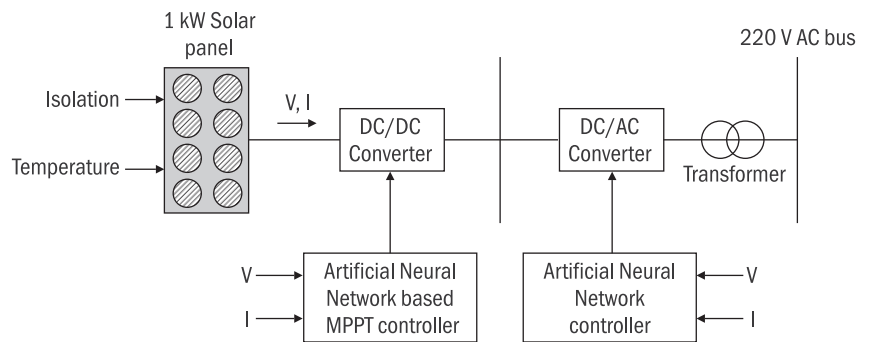 1 kW Solar
panel
220 V AC bus
Isolation
Temperature
V, I
DC/DC
Converter
DC/AC
Converter
Transformer
V
I
Artificial Neural
Network based
MPPT controller
Artificial Neural
Network
controller
V
I